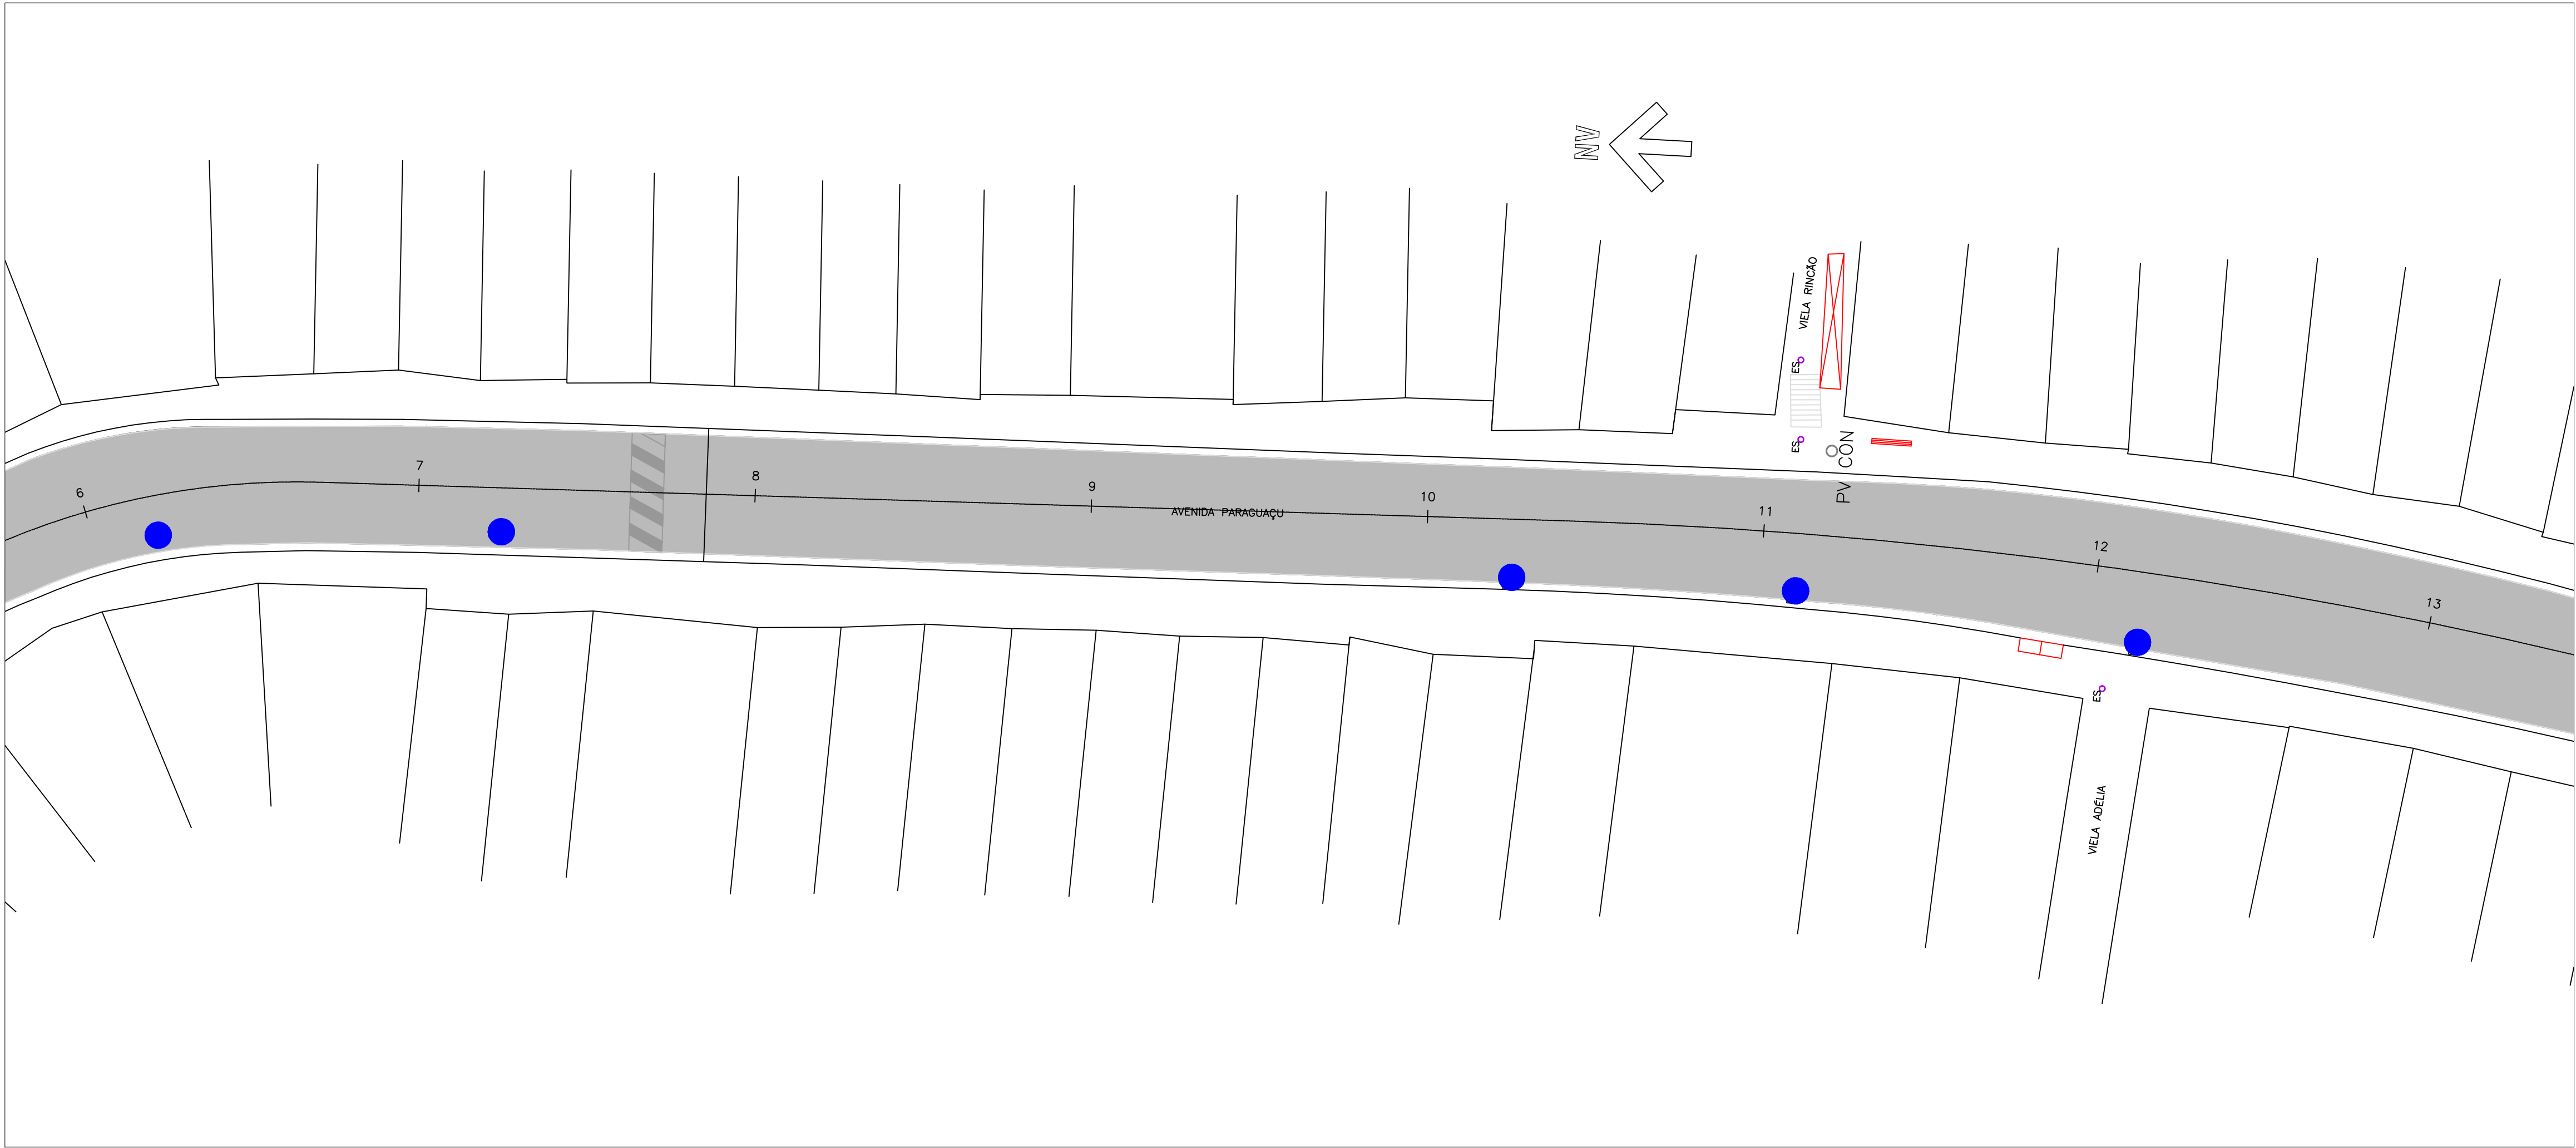 NV
VIELA RINCÃO
ES
ES
PV CON
6
7
8
9
AVENIDA PARAGUAÇU
10
11
12
13
ES
VIELA ADÉLIA